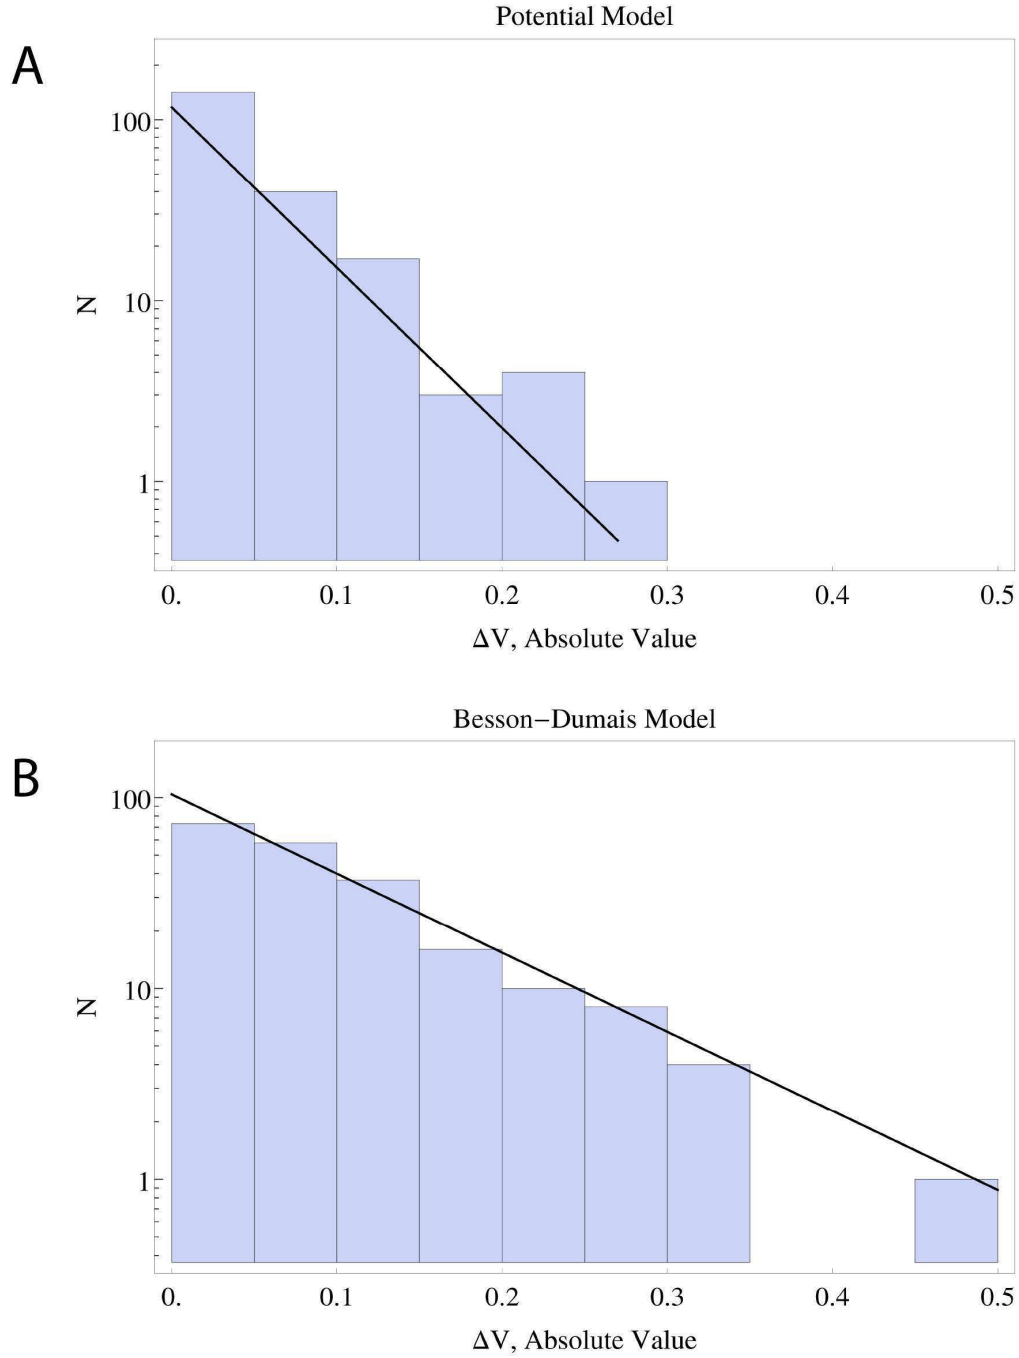 Potential Model
A
100
10
1
N
0. 0.1 0.2 0.3 0.4 0.5
ΔV, Absolute Value
Besson−Dumais Model
B
100
10
1
N
0. 0.1 0.2 0.3 0.4 0.5
ΔV, Absolute Value